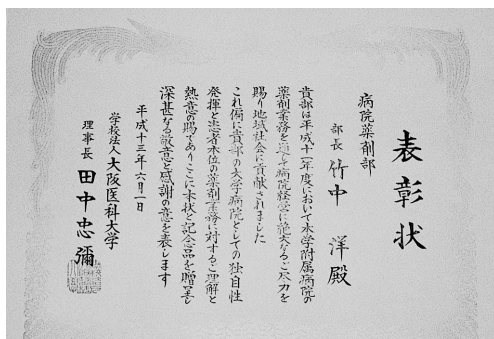 表彰状
病院薬剤部
部長 竹中 洋殿
貴部は平成十二年度において本学附属病院の
薬剤業務を通じて病院経営に絶大なるご尽力を
賜り地域社会に貢献されました
これ偏に貴部の大学病院としての独自性
発揮と患者本位の薬剤業務に対するご理解と
熱意の賜でありここに本状と記念品を贈呈し
深甚なる敬意と感謝の意を表します
平成十三年六月一日
学校法人大阪医科大学
理事長 田中忠彌